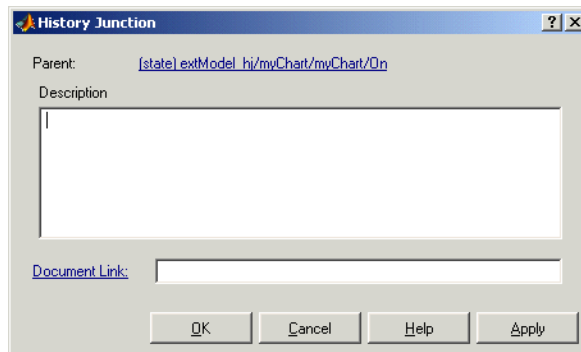 History Junction
Parent: (state) extModel_hj/myChart/myChart/On
Description
Document Link:
OK Cancel Help Apply